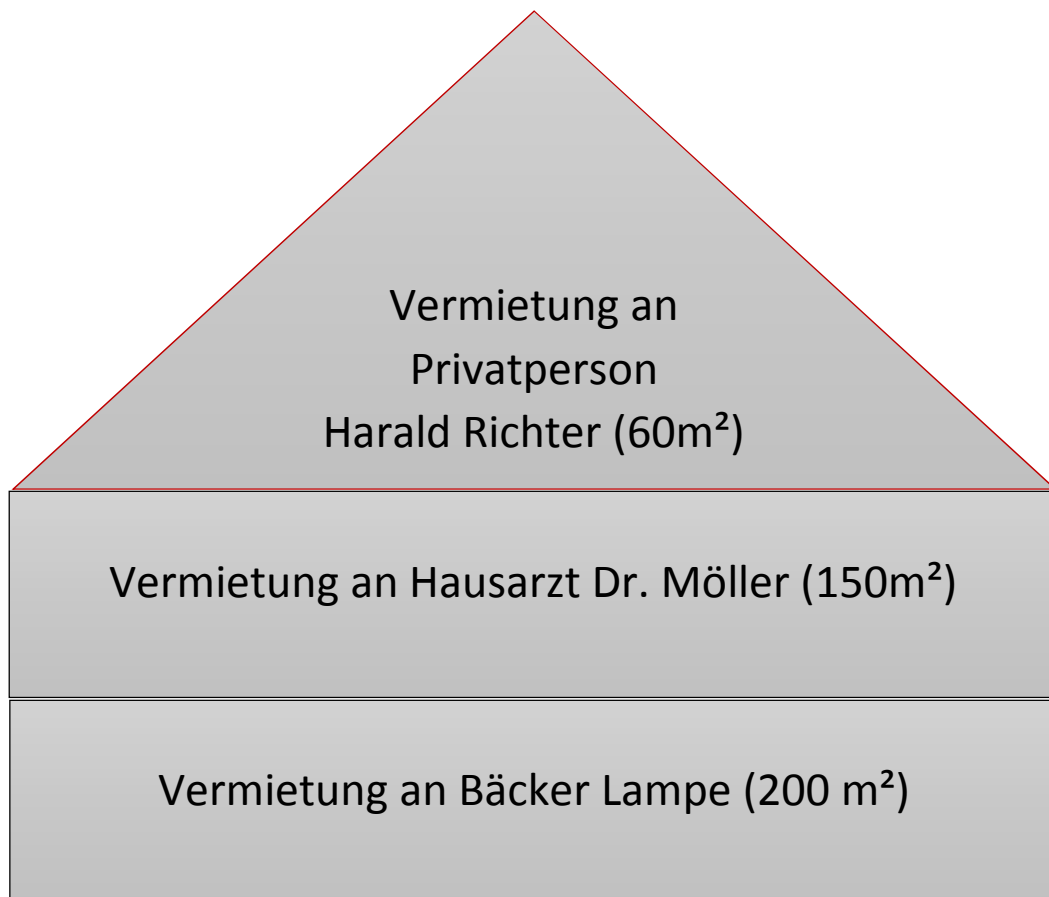 Vermietung an
Privatperson
Harald Richter (60m²)
Vermietung an Hausarzt Dr. Möller (150m²)
Vermietung an Bäcker Lampe (200 m²)